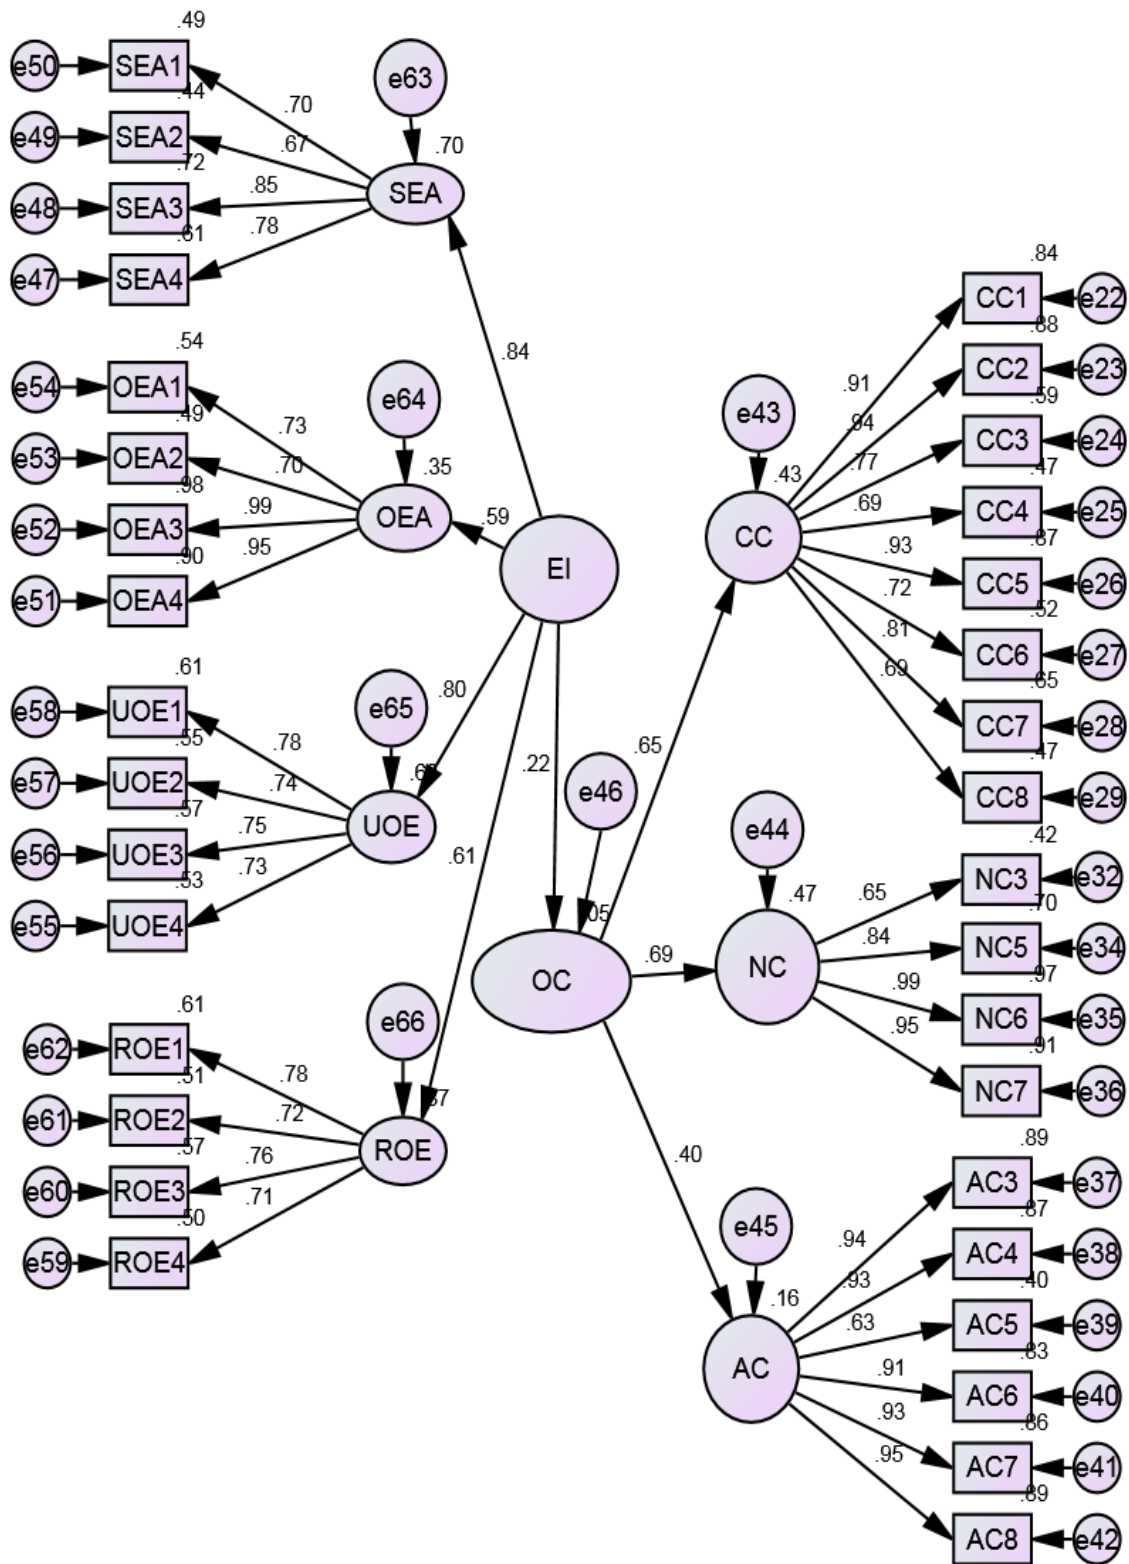 .49
e50 SEA1
.44
.70
e63
e49 SEA2
.67
.70
.72
e48 SEA3
.85
SEA
.61
.78
e47 SEA4
.84
.54
e54 OEA1
.49
.73
e64
e53 OEA2
.70
.35
.98
e52 OEA3
.99
OEA
.59
.90
.95
e51 OEA4
EI
.61
e58 UOE1
.55
.78
e65
.80
e57 UOE2
.74
.57
e56 UOE3
.75
UOE
.53
.73
e55 UOE4
.22
e46
.65
.61
.05
OC
.61
e62 ROE1
.51
.78
e66
e61 ROE2
.72
.57
e60 ROE3
.76
ROE
.50
.71
e59 ROE4
.84
CC1 e22
.88
.91
CC2 e23
.59
e43
.94
CC3 e24
.77
.47
.43
.69
CC4 e25
.87
CC
.93
CC5 e26
.52
.72
CC6 e27
.81
.65
.69
CC7 e28
.47
CC8 e29
.42
e44
.47
.65
NC3 e32
.70
.84
NC5 e34
.69
NC
.97
.99
NC6 e35
.91
.95
NC7 e36
.40
.89
AC3 e37
.87
e45
.94
AC4 e38
.93
.40
.16
.63
AC5 e39
.83
AC
.91
AC6 e40
.86
.93
AC7 e41
.95
.89
AC8 e42